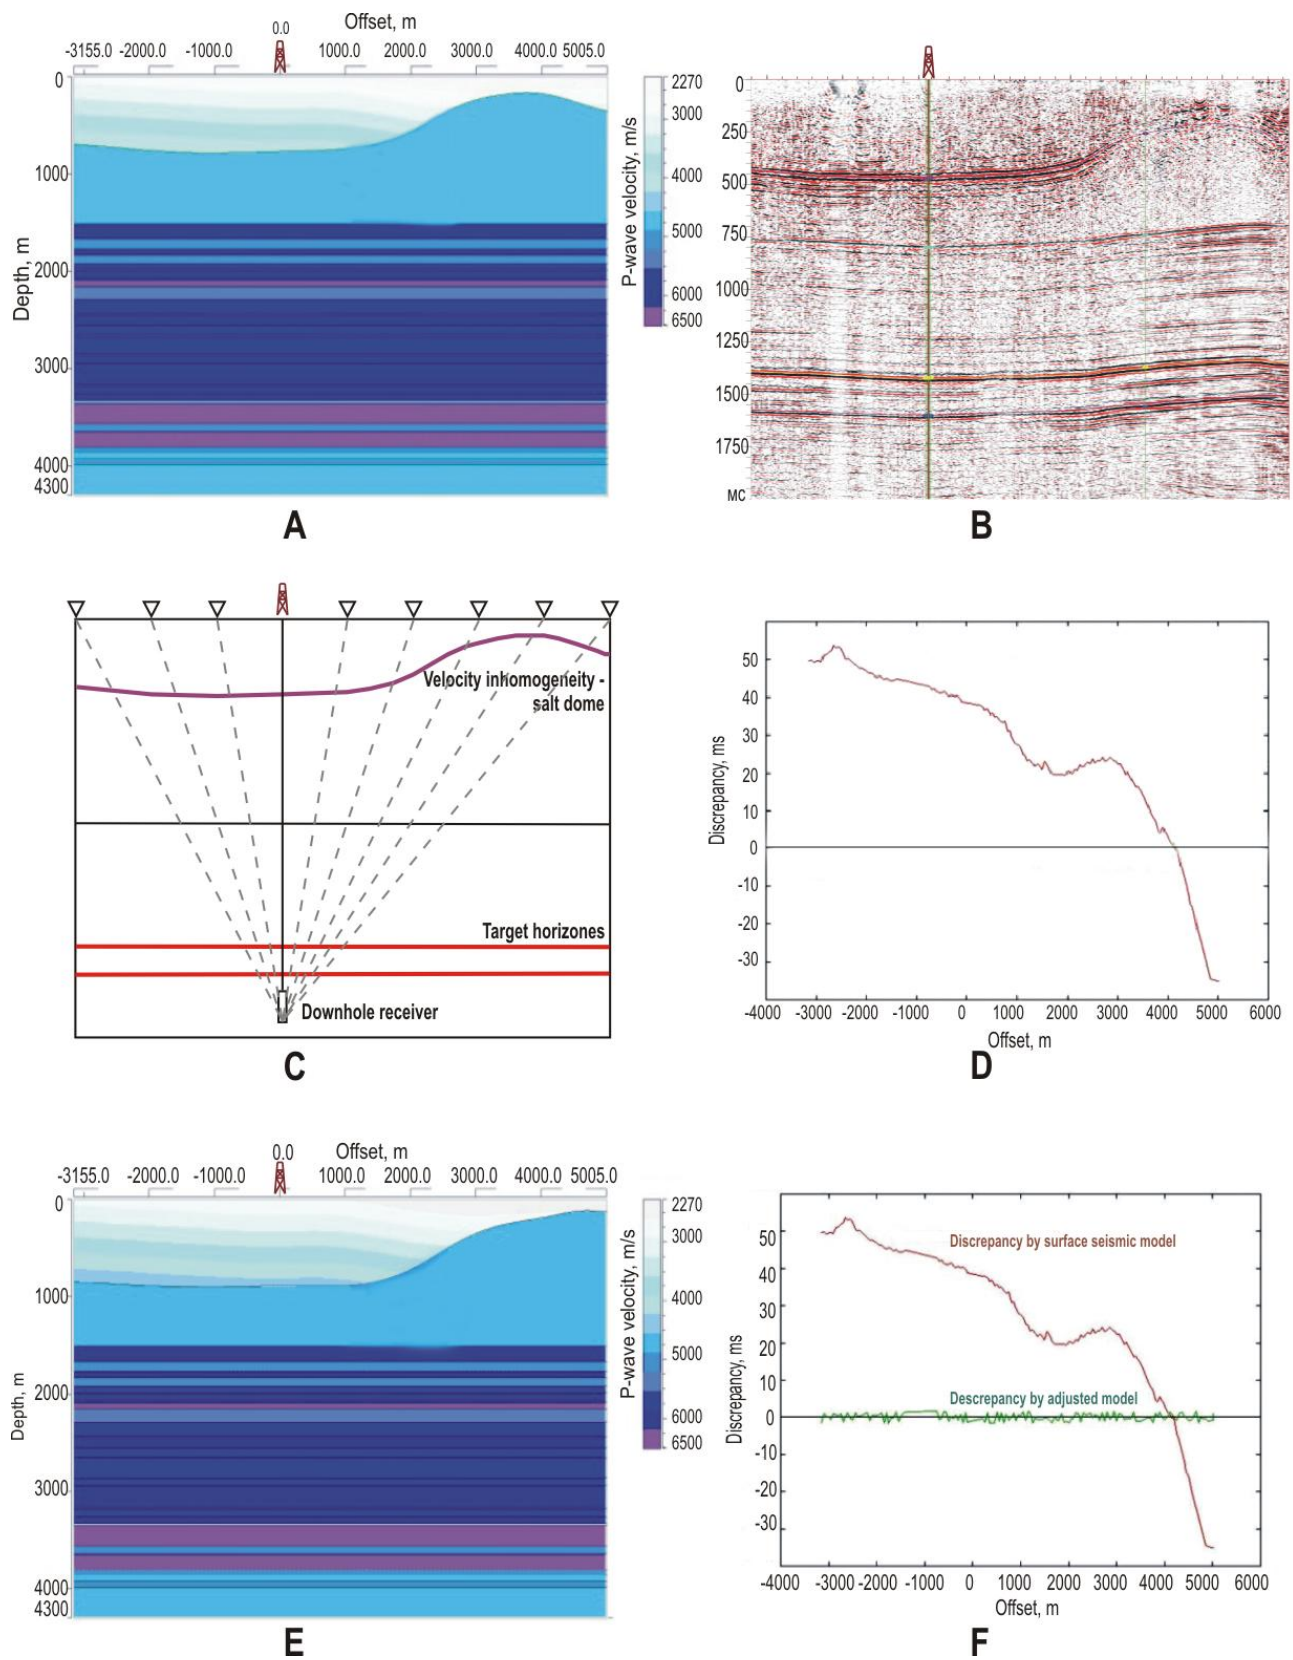 0.0
Offset, m
-3155.0 -2000.0 -1000.0 1000.0 2000.0 3000.0 4000.0 5005.0
0
1000
2000
3000
4000
4300
Depth, m
2270
3000
4000
5000
6000
6500
P-wave velocity, m/s
A
0
250
500
750
1000
1250
1500
1750
мс
B
Velocity inhomogeneity -
salt dome
Target horizones
Downhole receiver
C
50
40
30
20
10
0
-10
-20
-30
Discrepancy, ms
-4000 -3000 -2000 -1000 0 1000 2000 3000 4000 5000 6000
Offset, m
D
0.0
Offset, m
-3155.0 -2000.0 -1000.0 1000.0 2000.0 3000.0 4000.0 5005.0
0
1000
2000
3000
4000
4300
Depth, m
2270
3000
4000
5000
6000
6500
P-wave velocity, m/s
E
50
40
30
20
10
0
-10
-20
-30
Discrepancy, ms
Discrepancy by surface seismic model
Descrepancy by adjusted model
-4000 -3000 -2000 -1000 0 1000 2000 3000 4000 5000 6000
Offset, m
F